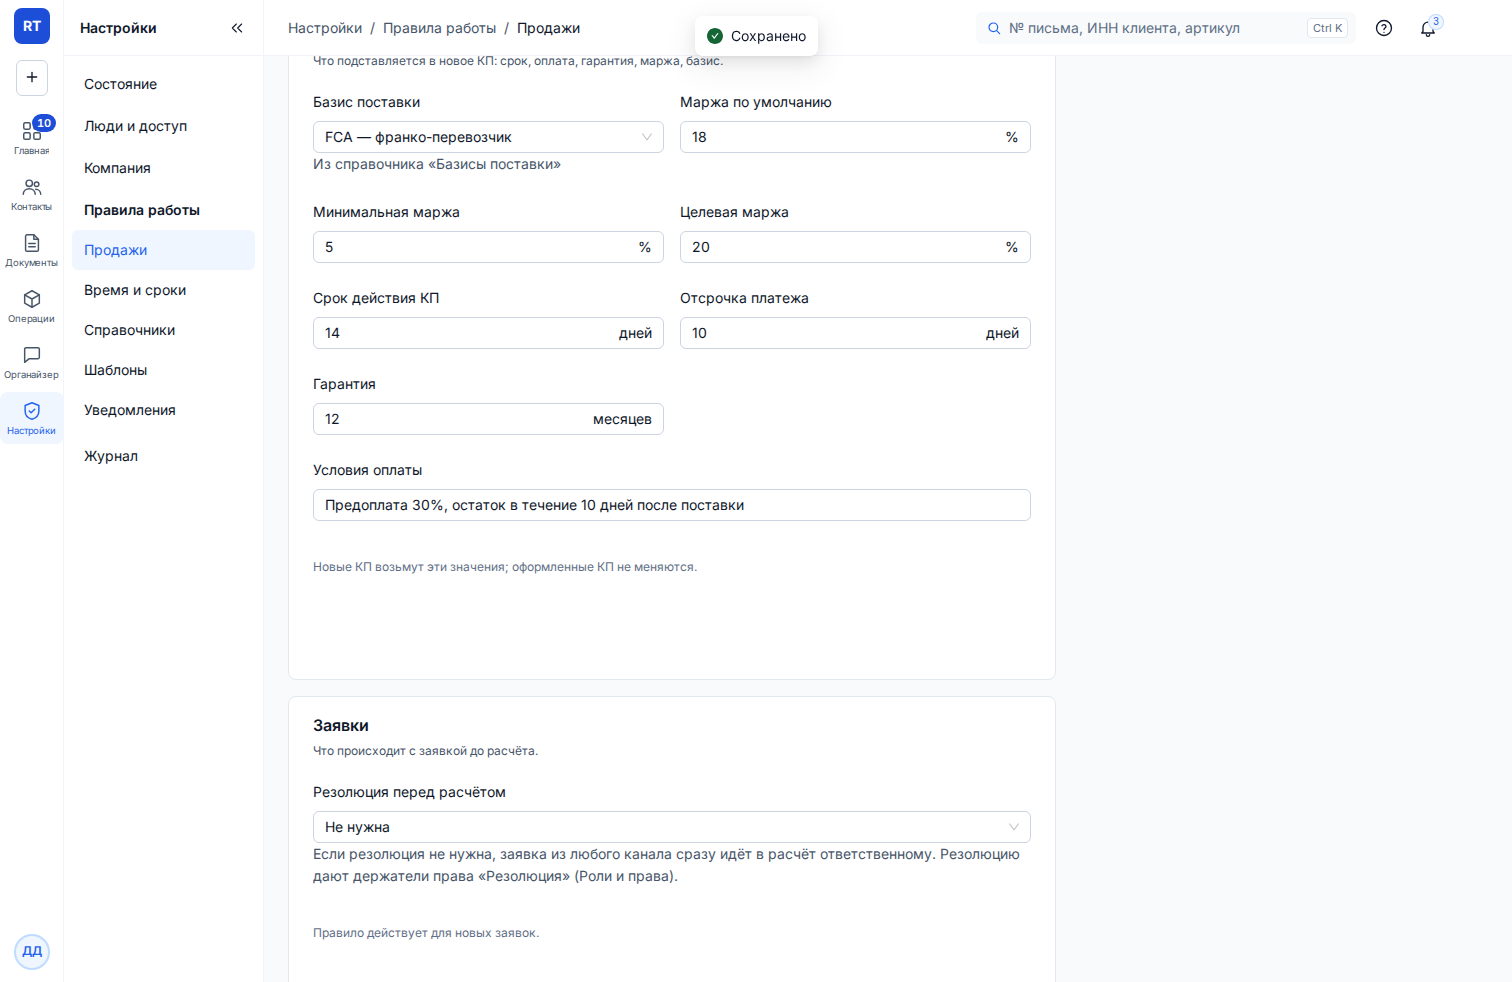 RT
Настройки
Настройки / Правила работы / Продажи
Сохранено
№ письма, ИНН клиента, артикул
Ctrl K
3
10
Главная
Контакты
Документы
Операции
Органайзер
Настройки
ДД
Состояние
Люди и доступ
Компания
Правила работы
Продажи
Время и сроки
Справочники
Шаблоны
Уведомления
Журнал
Что подставляется в новое КП: срок, оплата, гарантия, маржа, базис.
Базис поставки
FCA — франко-перевозчик
Из справочника «Базисы поставки»
Маржа по умолчанию
18 %
Минимальная маржа
5 %
Целевая маржа
20 %
Срок действия КП
14 дней
Отсрочка платежа
10 дней
Гарантия
12 месяцев
Условия оплаты
Предоплата 30%, остаток в течение 10 дней после поставки
Новые КП возьмут эти значения; оформленные КП не меняются.
Заявки
Что происходит с заявкой до расчёта.
Резолюция перед расчётом
Не нужна
Если резолюция не нужна, заявка из любого канала сразу идёт в расчёт ответственному. Резолюцию
дают держатели права «Резолюция» (Роли и права).
Правило действует для новых заявок.